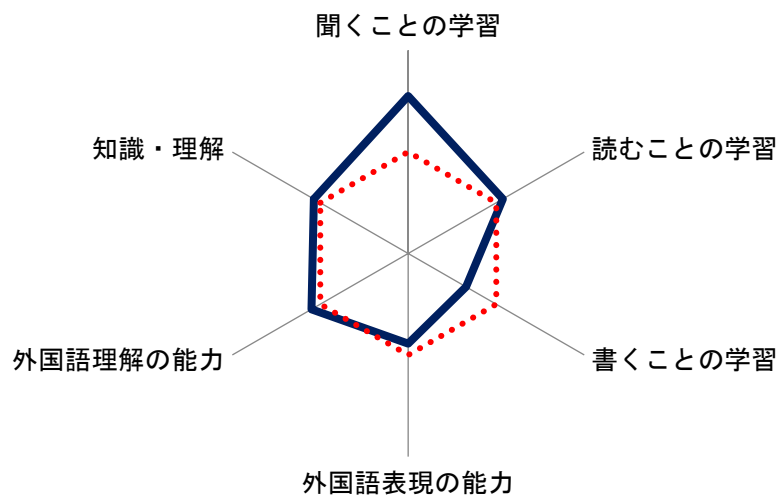 聞くことの学習
知識・理解
読むことの学習
外国語理解の能力
書くことの学習
外国語表現の能力